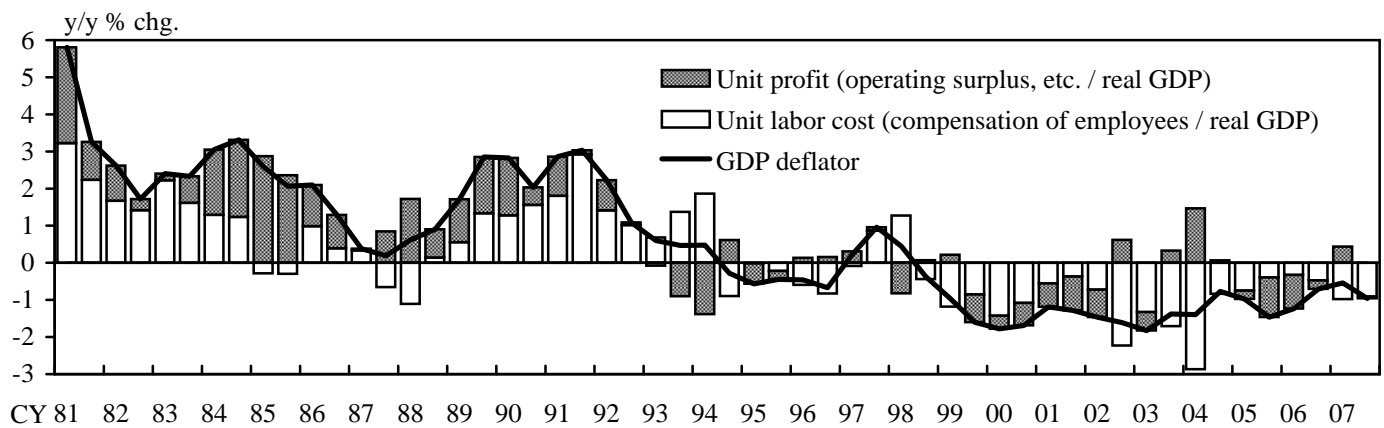 y/y % chg.
6
5
4
3
2
1
0
-1
-2
-3
Unit profit (operating surplus, etc. / real GDP)
Unit labor cost (compensation of employees / real GDP)
GDP deflator
CY 81 82 83 84 85 86 87 88 89 90 91 92 93 94 95 96 97 98 99 00 01 02 03 04 05 06 07